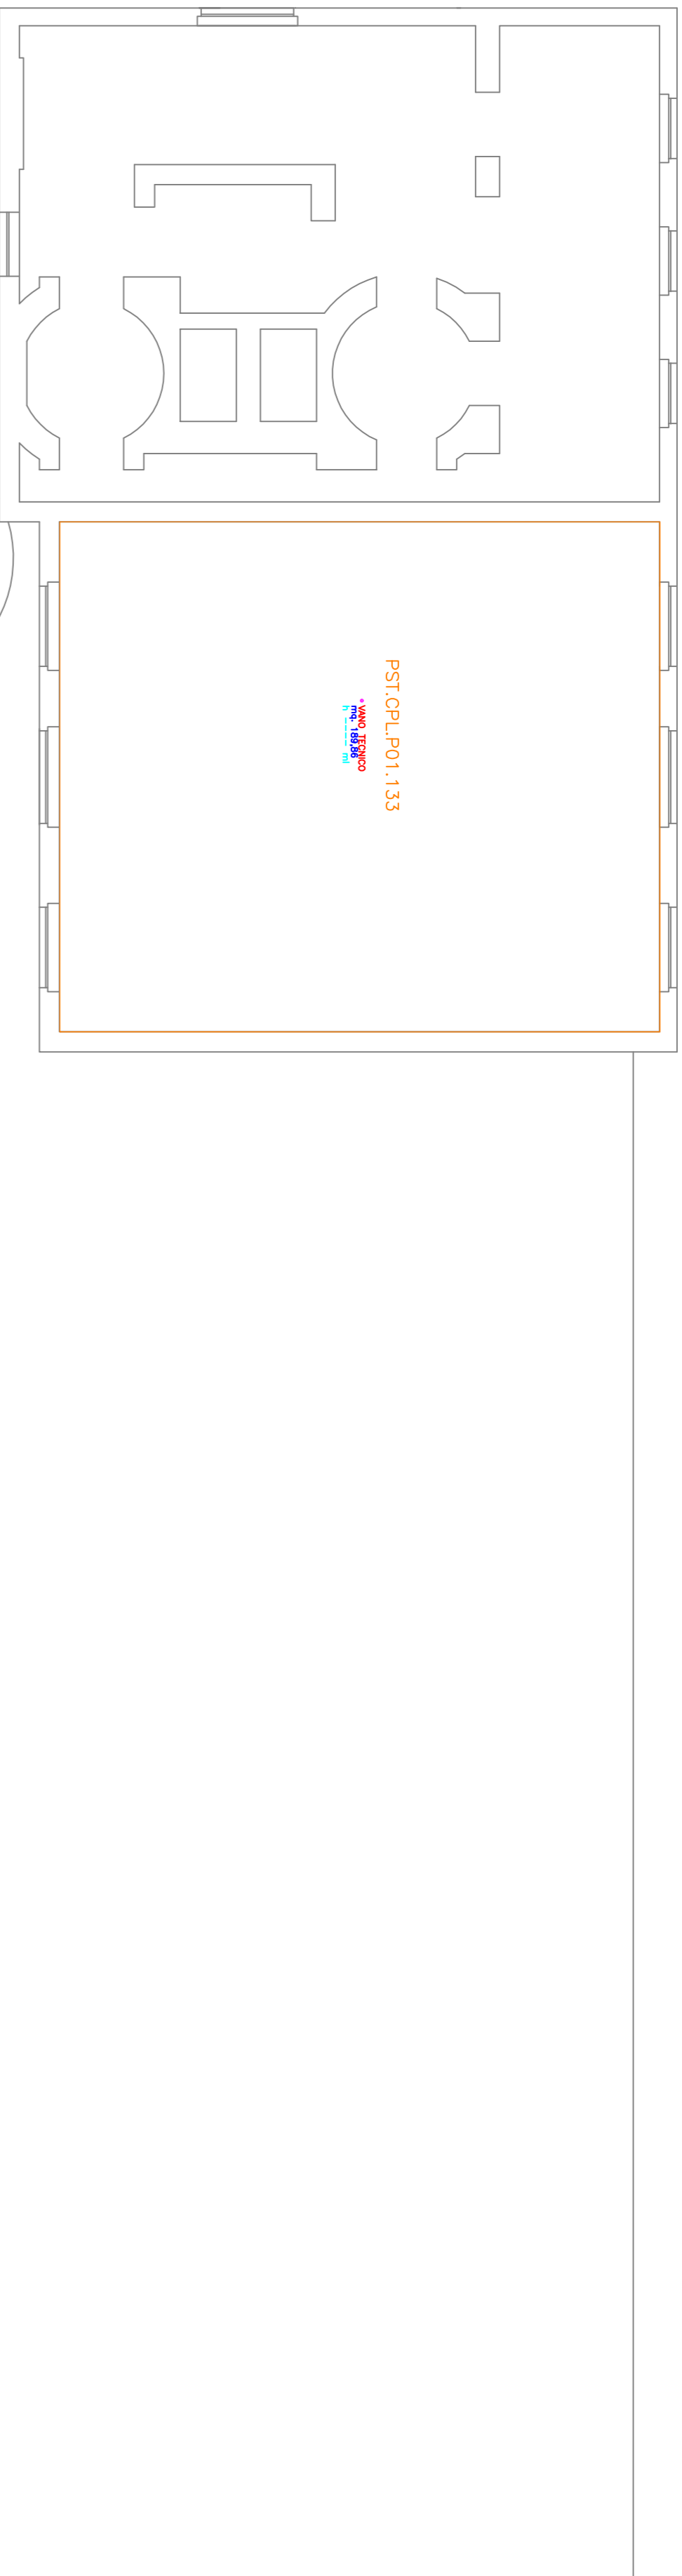 PST.CPL.P01.133
* VANO TECNICO
mq. 189,86
h ---- ml